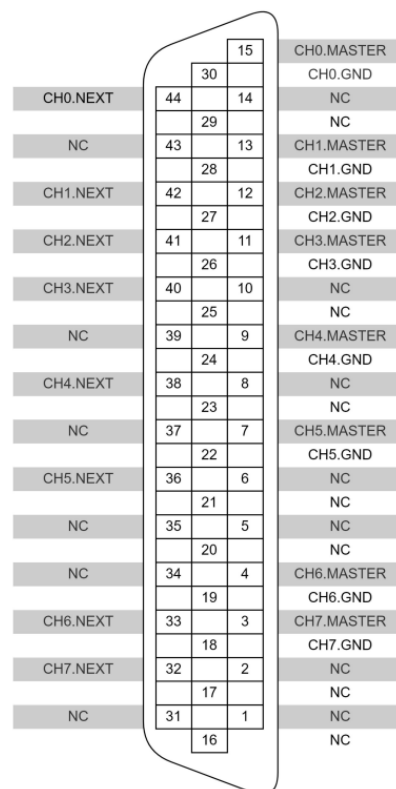 15 CH0.MASTER
30 CH0.GND
CH0.NEXT 44 14 NC
29 NC
NC 43 13 CH1.MASTER
28 CH1.GND
CH1.NEXT 42 12 CH2.MASTER
27 CH2.GND
CH2.NEXT 41 11 CH3.MASTER
26 CH3.GND
CH3.NEXT 40 10 NC
25 NC
NC 39 9 CH4.MASTER
24 CH4.GND
CH4.NEXT 38 8 NC
23 NC
NC 37 7 CH5.MASTER
22 CH5.GND
CH5.NEXT 36 6 NC
21 NC
NC 35 5 NC
20 NC
NC 34 4 CH6.MASTER
19 CH6.GND
CH6.NEXT 33 3 CH7.MASTER
18 CH7.GND
CH7.NEXT 32 2 NC
17 NC
NC 31 1 NC
16 NC